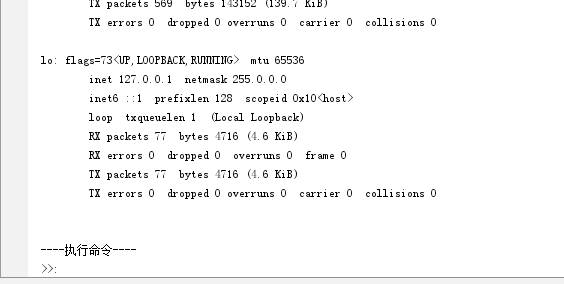 TX packets 569  bytes 143152 (139.7 KiB)
TX errors 0  dropped 0 overruns 0  carrier 0  collisions 0
lo: flags=73<UP,LOOPBACK,RUNNING>  mtu 65536
inet 127.0.0.1  netmask 255.0.0.0
inet6 ::1  prefixlen 128  scopeid 0x10<host>
loop  txqueuelen 1  (Local Loopback)
RX packets 77  bytes 4716 (4.6 KiB)
RX errors 0  dropped 0  overruns 0  frame 0
TX packets 77  bytes 4716 (4.6 KiB)
TX errors 0  dropped 0 overruns 0  carrier 0  collisions 0
----执行命令----
>>: